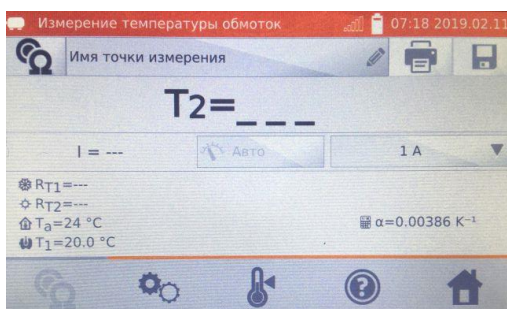 Измерение температуры обмоток 07:18 2019.02.11
Имя точки измерения
T2=_ _ _
I = --- Авто 1 A
RT1=---
RT2=---
Ta=24 °C α=0.00386 K⁻¹
T1=20.0 °C
?